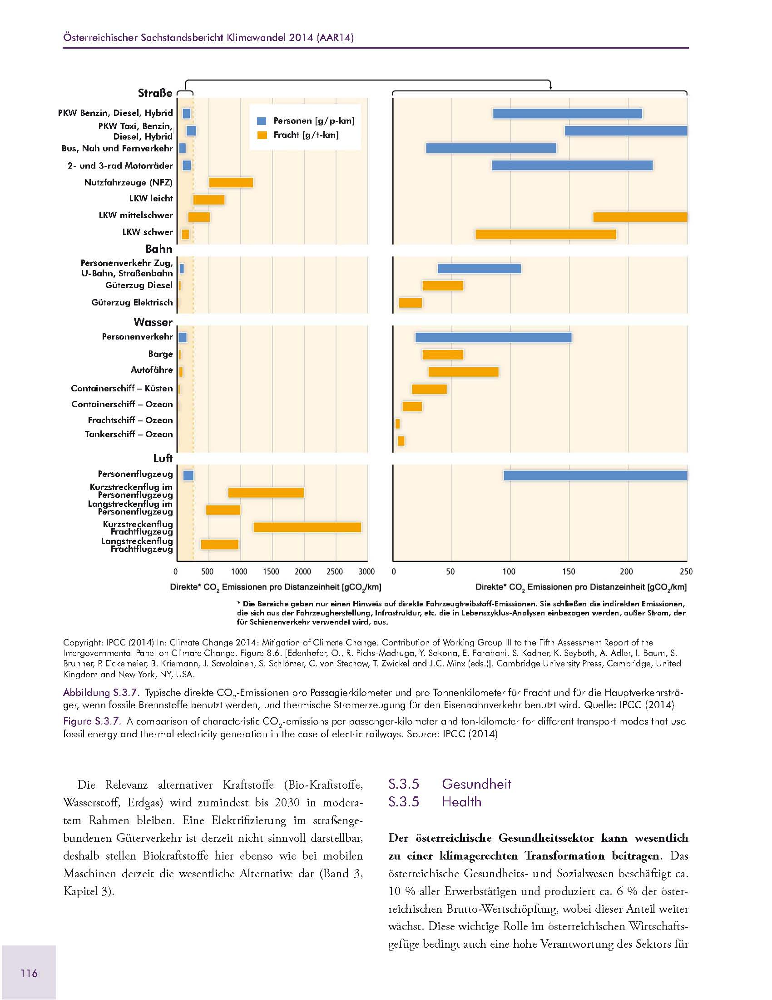 Österreichischer Sachstandsbericht Klimawandel 2014 (AAR14)
Straße
PKW Benzin, Diesel, Hybrid
PKW Taxi, Benzin,
Diesel, Hybrid
Bus, Nah und Fernverkehr
2- und 3-rad Motorräder
Nutzfahrzeuge (NFZ)
LKW leicht
LKW mittelschwer
LKW schwer
Personen [g/p-km]
Fracht [g/t-km]
Bahn
Personenverkehr Zug,
U-Bahn, Straßenbahn
Güterzug Diesel
Güterzug Elektrisch
Wasser
Personenverkehr
Barge
Autofähre
Containerschiff – Küsten
Containerschiff – Ozean
Frachtschiff – Ozean
Tankerschiff – Ozean
Luft
Personenflugzeug
Kurzstreckenflug im
Personenflugzeug
Langstreckenflug im
Personenflugzeug
Kurzstreckenflug
Frachtflugzeug
Langstreckenflug
Frachtflugzeug
0 500 1000 1500 2000 2500 3000
0 50 100 150 200 250
Direkte* CO₂ Emissionen pro Distanzeinheit [gCO₂/km]
Direkte* CO₂ Emissionen pro Distanzeinheit [gCO₂/km]
* Die Bereiche geben nur einen Hinweis auf direkte Fahrzeugtreibstoff-Emissionen. Sie schließen die indirekten Emissionen,
die sich aus der Fahrzeugherstellung, Infrastruktur, etc. die in Lebenszyklus-Analysen einbezogen werden, außer Strom, der
für Schienenverkehr verwendet wird, aus.
Copyright: IPCC (2014) In: Climate Change 2014: Mitigation of Climate Change. Contribution of Working Group III to the Fifth Assessment Report of the
Intergovernmental Panel on Climate Change, Figure 8.6. [Edenhofer, O., R. Pichs-Madruga, Y. Sokona, E. Farahani, S. Kadner, K. Seyboth, A. Adler, I. Baum, S.
Brunner, P. Eickemeier, B. Kriemann, J. Savolainen, S. Schlömer, C. von Stechow, T. Zwickel and J.C. Minx (eds.)]. Cambridge University Press, Cambridge, United
Kingdom and New York, NY, USA.
Abbildung S.3.7. Typische direkte CO₂-Emissionen pro Passagierkilometer und pro Tonnenkilometer für Fracht und für die Hauptverkehrsträ-
ger, wenn fossile Brennstoffe benutzt werden, und thermische Stromerzeugung für den Eisenbahnverkehr benutzt wird. Quelle: IPCC (2014)
Figure S.3.7. A comparison of characteristic CO₂-emissions per passenger-kilometer and ton-kilometer for different transport modes that use
fossil energy and thermal electricity generation in the case of electric railways. Source: IPCC (2014)
Die Relevanz alternativer Kraftstoffe (Bio-Kraftstoffe,
Wasserstoff, Erdgas) wird zumindest bis 2030 in modera-
tem Rahmen bleiben. Eine Elektrifizierung im straßenge-
bundenen Güterverkehr ist derzeit nicht sinnvoll darstellbar,
deshalb stellen Biokraftstoffe hier ebenso wie bei mobilen
Maschinen derzeit die wesentliche Alternative dar (Band 3,
Kapitel 3).
S.3.5 Gesundheit
S.3.5 Health
Der österreichische Gesundheitssektor kann wesentlich
zu einer klimagerechten Transformation beitragen. Das
österreichische Gesundheits- und Sozialwesen beschäftigt ca.
10 % aller Erwerbstätigen und produziert ca. 6 % der öster-
reichischen Brutto-Wertschöpfung, wobei dieser Anteil weiter
wächst. Diese wichtige Rolle im österreichischen Wirtschafts-
gefüge bedingt auch eine hohe Verantwortung des Sektors für
116